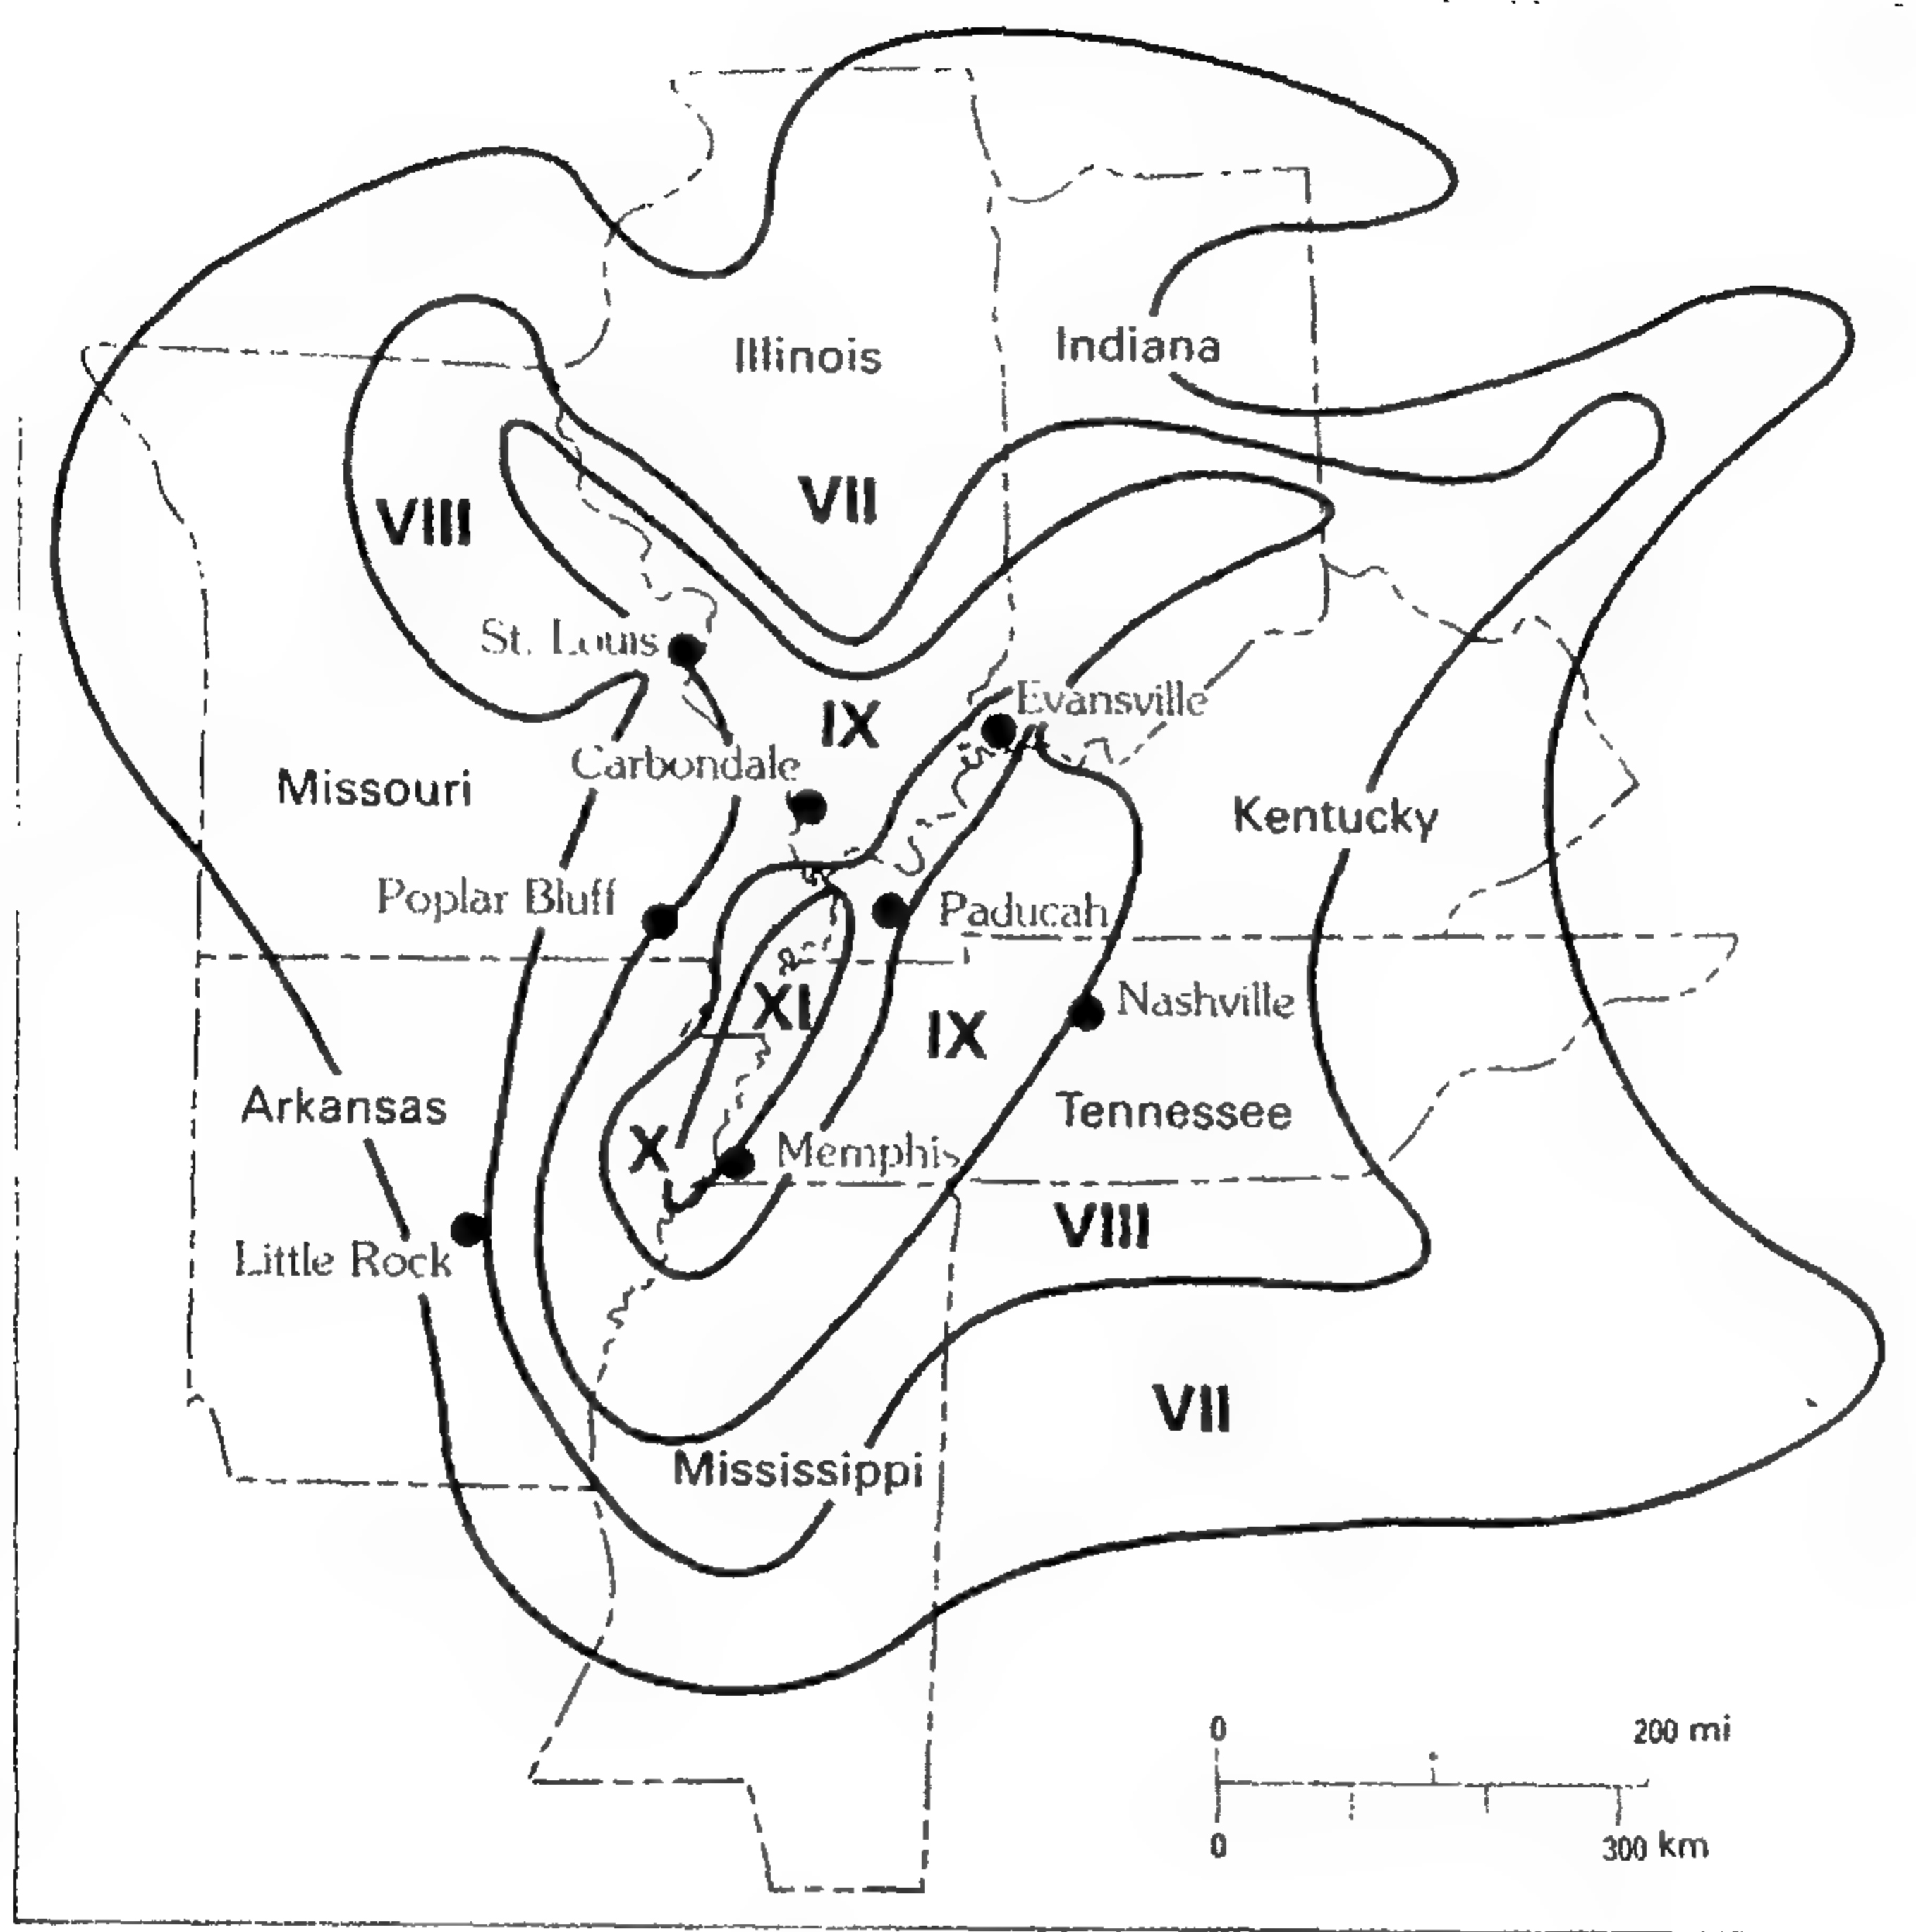 Illinois
Indiana
VII
VIII
St. Louis
Evansville
IX
Carbondale
Missouri
Kentucky
Poplar Bluff
Paducah
XI
Nashville
IX
Arkansas
Tennessee
X
Memphis
VIII
Little Rock
VII
Mississippi
0
200 mi
0
300 km